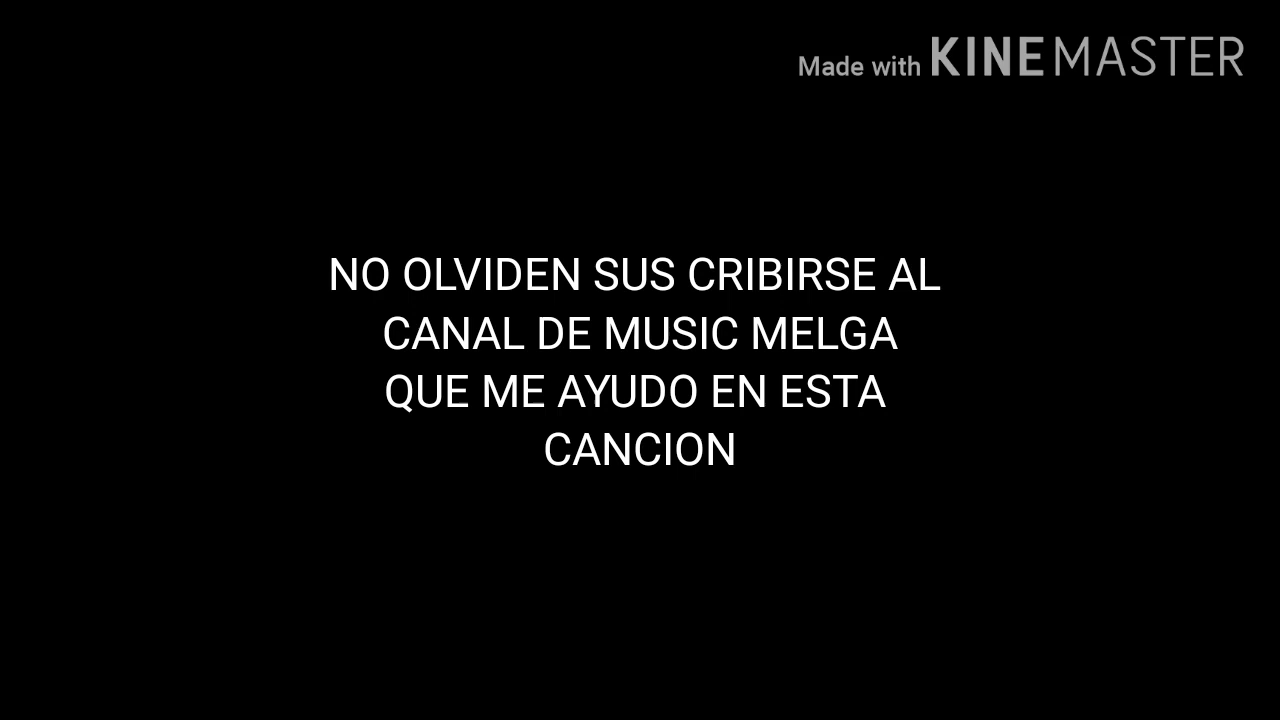 Made with KINEMASTER
NO OLVIDEN SUS CRIBIRSE AL
CANAL DE MUSIC MELGA
QUE ME AYUDO EN ESTA
CANCION